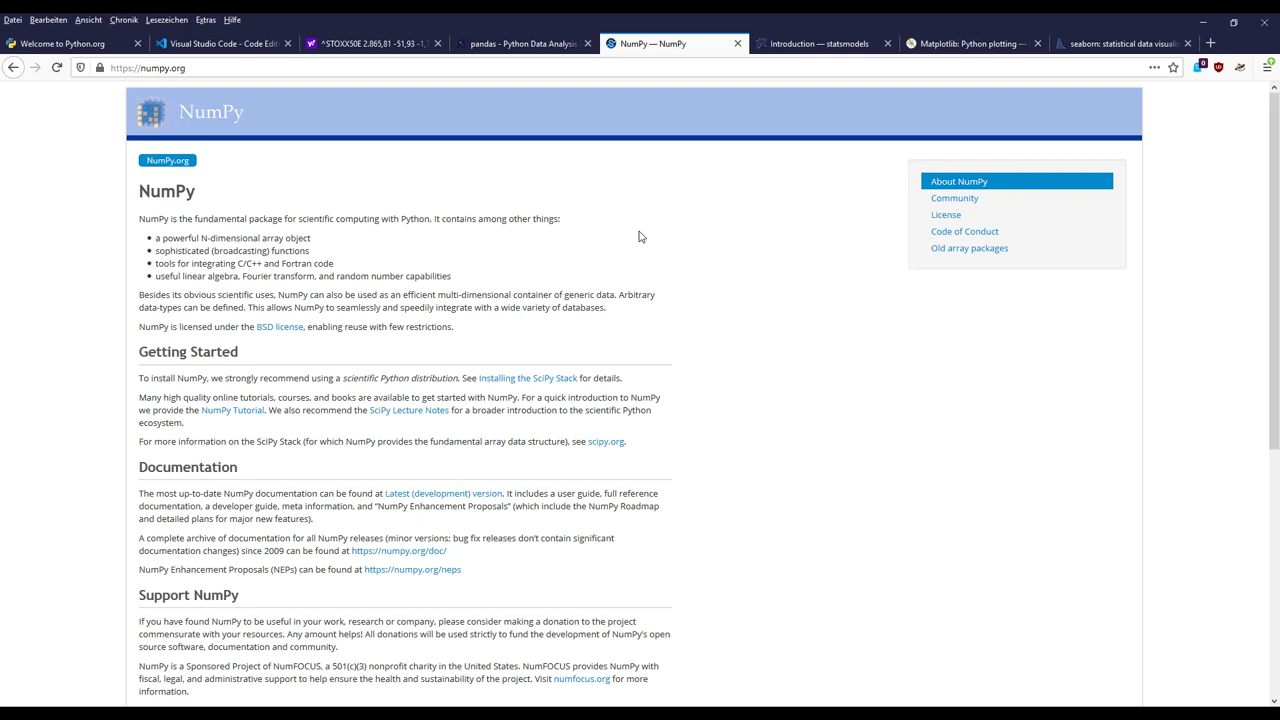 Datei Bearbeiten Ansicht Chronik Lesezeichen Extras Hilfe
Welcome to Python.org Visual Studio Code - Code Edit ^STOXX50E 2.865,81 -51,93 -1, pandas - Python Data Analysis NumPy — NumPy Introduction — statsmodels Matplotlib: Python plotting — seaborn: statistical data visuali
https://numpy.org
0
NumPy
NumPy.org
NumPy
NumPy is the fundamental package for scientific computing with Python. It contains among other things:
a powerful N-dimensional array object
sophisticated (broadcasting) functions
tools for integrating C/C++ and Fortran code
useful linear algebra, Fourier transform, and random number capabilities
Besides its obvious scientific uses, NumPy can also be used as an efficient multi-dimensional container of generic data. Arbitrary
data-types can be defined. This allows NumPy to seamlessly and speedily integrate with a wide variety of databases.
NumPy is licensed under the BSD license, enabling reuse with few restrictions.
Getting Started
To install NumPy, we strongly recommend using a scientific Python distribution. See Installing the SciPy Stack for details.
Many high quality online tutorials, courses, and books are available to get started with NumPy. For a quick introduction to NumPy
we provide the NumPy Tutorial. We also recommend the SciPy Lecture Notes for a broader introduction to the scientific Python
ecosystem.
For more information on the SciPy Stack (for which NumPy provides the fundamental array data structure), see scipy.org.
Documentation
The most up-to-date NumPy documentation can be found at Latest (development) version. It includes a user guide, full reference
documentation, a developer guide, meta information, and “NumPy Enhancement Proposals” (which include the NumPy Roadmap
and detailed plans for major new features).
A complete archive of documentation for all NumPy releases (minor versions; bug fix releases don’t contain significant
documentation changes) since 2009 can be found at https://numpy.org/doc/
NumPy Enhancement Proposals (NEPs) can be found at https://numpy.org/neps
Support NumPy
If you have found NumPy to be useful in your work, research or company, please consider making a donation to the project
commensurate with your resources. Any amount helps! All donations will be used strictly to fund the development of NumPy’s open
source software, documentation and community.
NumPy is a Sponsored Project of NumFOCUS, a 501(c)(3) nonprofit charity in the United States. NumFOCUS provides NumPy with
fiscal, legal, and administrative support to help ensure the health and sustainability of the project. Visit numfocus.org for more
information.
About NumPy
Community
License
Code of Conduct
Old array packages